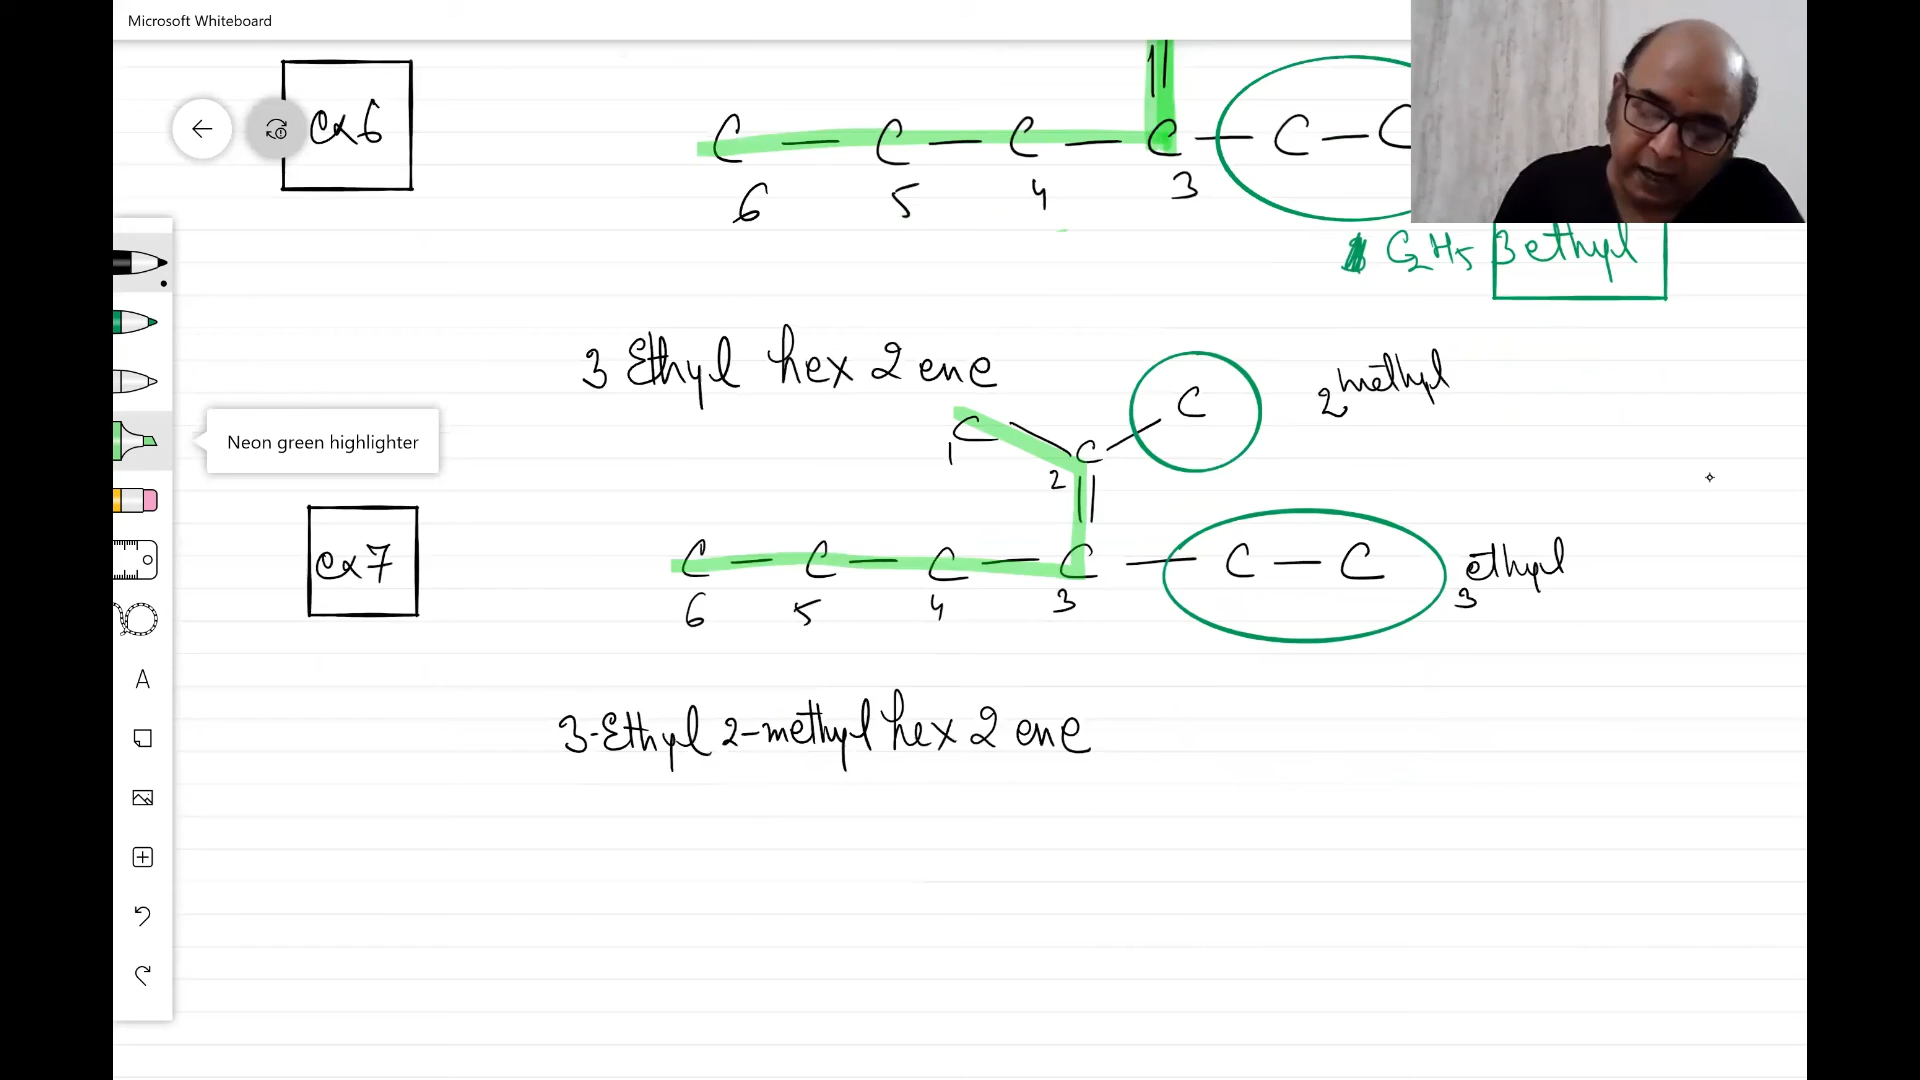 Microsoft Whiteboard
ex 6
C — C — C — C — C — C
6 5 4 3
C2H5 3 ethyl
3 Ethyl hex 2 ene
C C 2 methyl
1 2 C
ex 7
C — C — C — C — C — C 3 ethyl
6 5 4 3
Neon green highlighter
A
3-Ethyl 2-methyl hex 2 ene